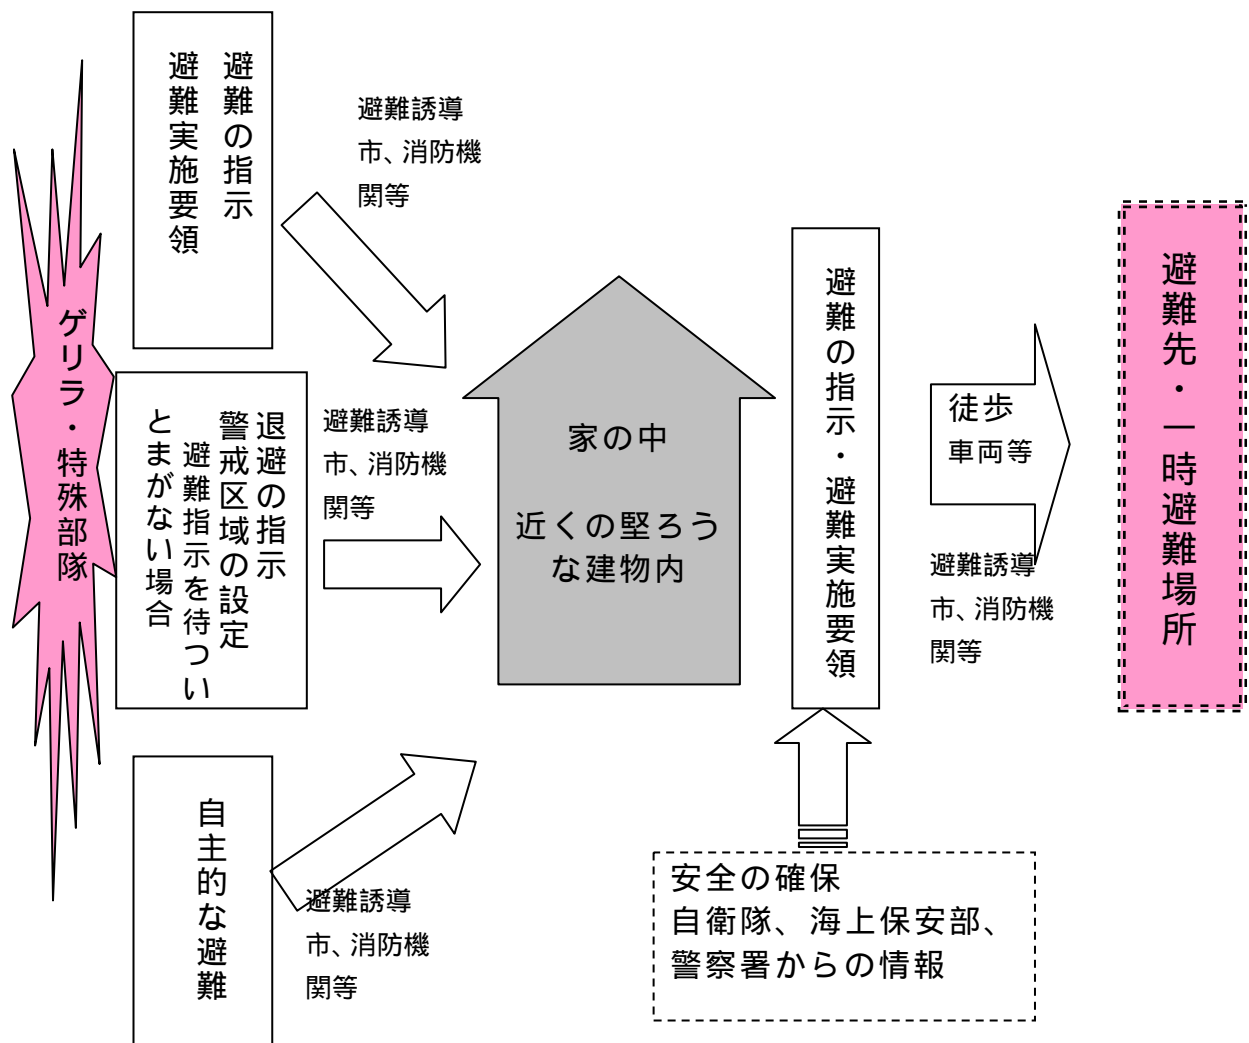 ゲリラ・特殊部隊
避難の指示
避難実施要領
避難誘導
市、消防機
関等
退避の指示
警戒区域の設定
避難指示を待つい
とまがない場合
避難誘導
市、消防機
関等
自主的な避難
避難誘導
市、消防機
関等
家の中
近くの堅ろう
な建物内
避難の指示・避難実施要領
安全の確保
自衛隊、海上保安部、
警察署からの情報
徒歩
車両等
避難誘導
市、消防機
関等
避難先・一時避難場所